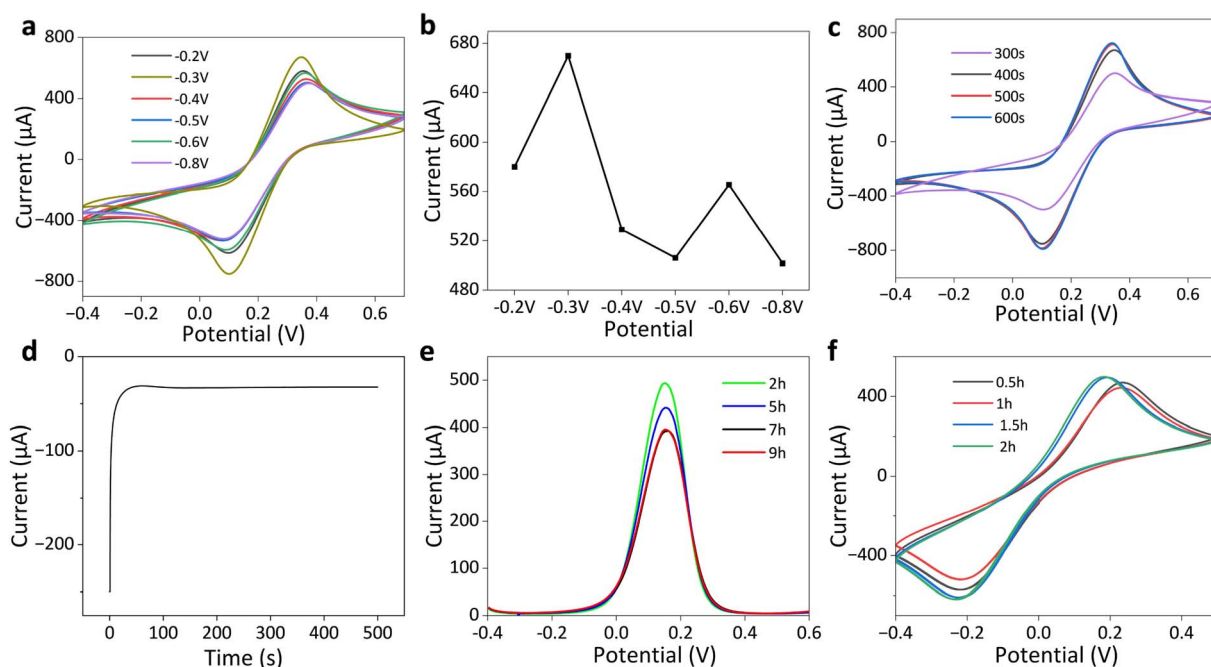 a
800
400
0
−400
−800
Current (µA)
-0.2V
-0.3V
-0.4V
-0.5V
-0.6V
-0.8V
−0.4 −0.2 0.0 0.2 0.4 0.6
Potential (V)
b
680
640
600
560
520
480
Current (µA)
-0.2V -0.3V -0.4V -0.5V -0.6V -0.8V
Potential
c
800
400
0
−400
−800
Current (µA)
300s
400s
500s
600s
−0.4 −0.2 0.0 0.2 0.4 0.6
Potential (V)
d
0
−100
−200
Current (µA)
0 100 200 300 400 500
Time (s)
e
500
400
300
200
100
0
Current (µA)
2h
5h
7h
9h
−0.4 −0.2 0.0 0.2 0.4 0.6
Potential (V)
f
400
0
−400
Current (µA)
0.5h
1h
1.5h
2h
−0.4 −0.2 0.0 0.2 0.4
Potential (V)